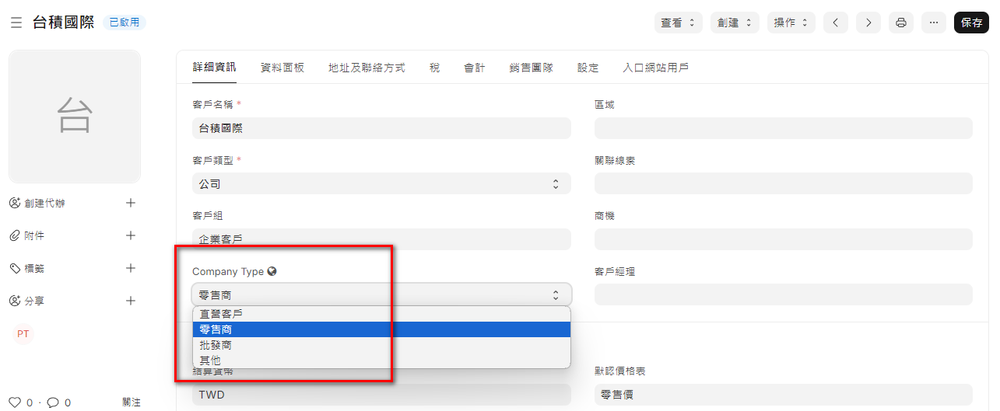 台積國際 已啟用 查看 創建 操作 ... 保存
台
創建代辦
附件
標籤
分享
PT
0 · 0 關注
詳細資訊 資料面板 地址及聯絡方式 稅 會計 銷售團隊 設定 入口網站用戶
客戶名稱 *
台積國際
客戶類型 *
公司
客戶組
企業客戶
Company Type
零售商
直營客戶
零售商
批發商
其他
結算貨幣
TWD
區域
關聯線索
商機
客戶經理
默認價格表
零售價